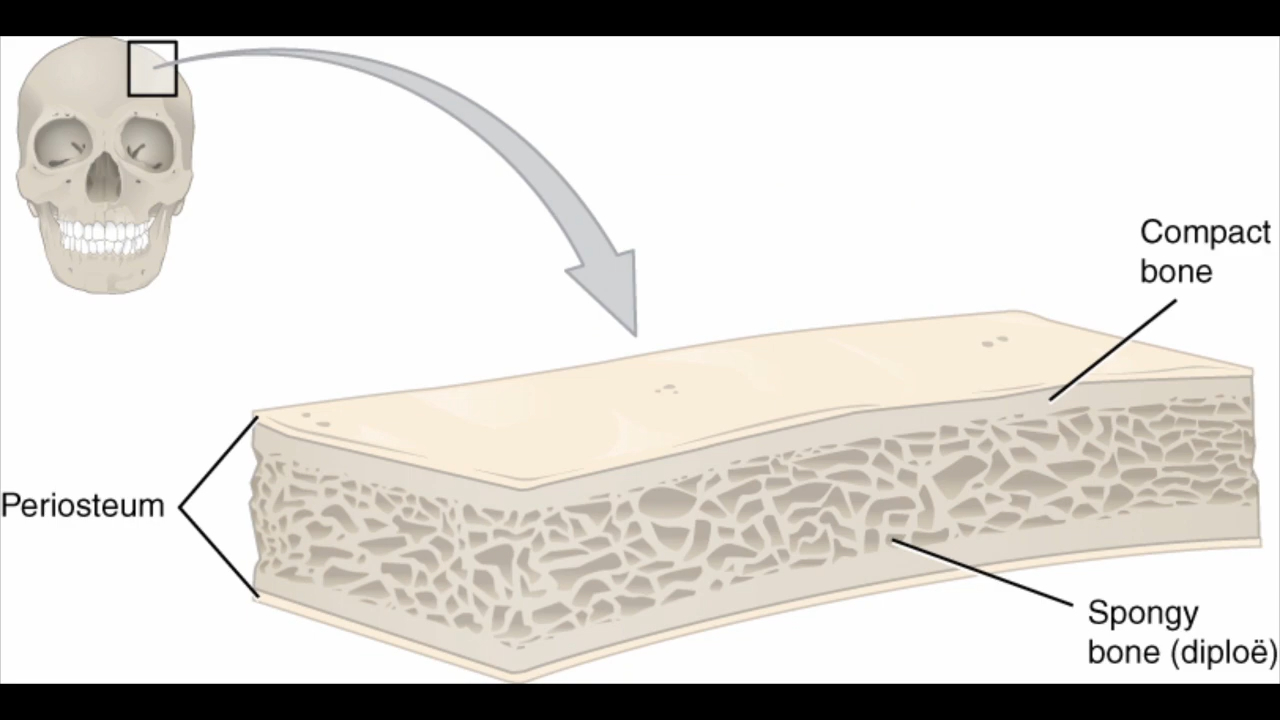 Compact
bone
Periosteum
Spongy
bone (diploë)